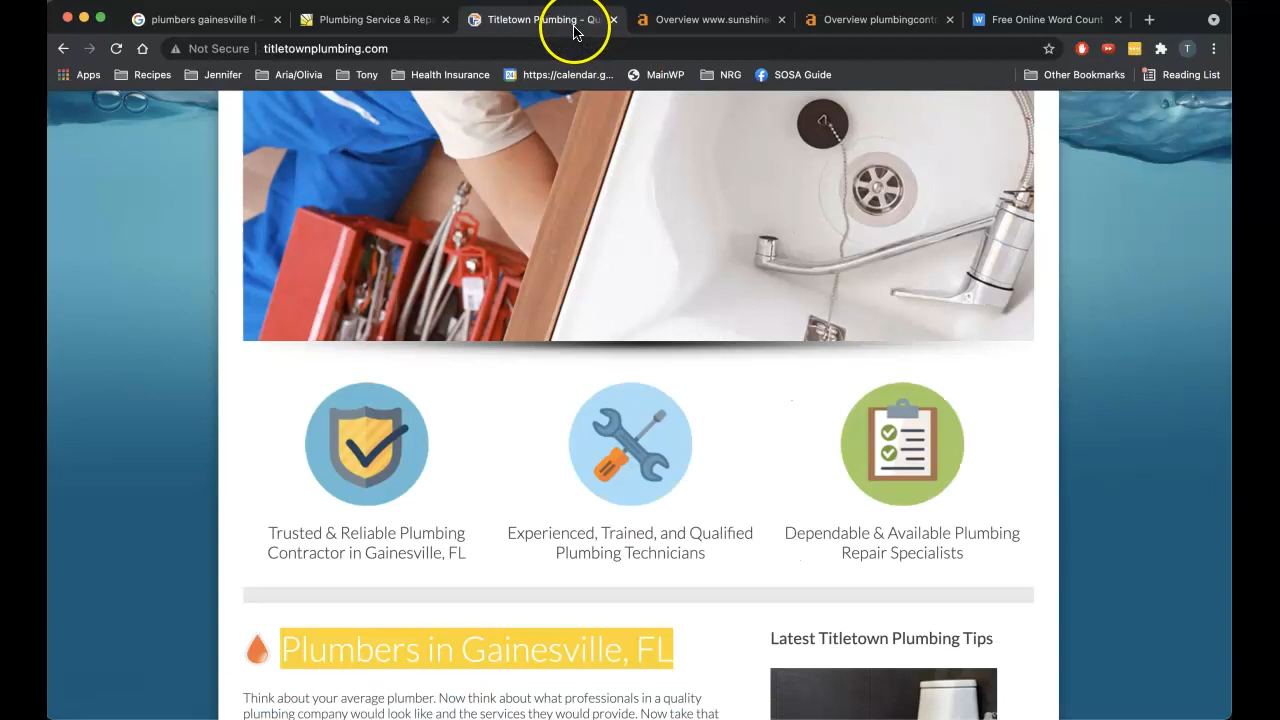 plumbers gainesville fl -
Plumbing Service & Repa
Titletown Plumbing - Qu
Overview www.sunshine
Overview plumbingcontr
Free Online Word Count
Not Secure
titletownplumbing.com
T
Apps
Recipes
Jennifer
Aria/Olivia
Tony
Health Insurance
https://calendar.g...
MainWP
NRG
SOSA Guide
Other Bookmarks
Reading List
Trusted & Reliable Plumbing
Contractor in Gainesville, FL
Experienced, Trained, and Qualified
Plumbing Technicians
Dependable & Available Plumbing
Repair Specialists
Plumbers in Gainesville, FL
Think about your average plumber. Now think about what professionals in a quality
plumbing company would look like and the services they would provide. Now take that
Latest Titletown Plumbing Tips